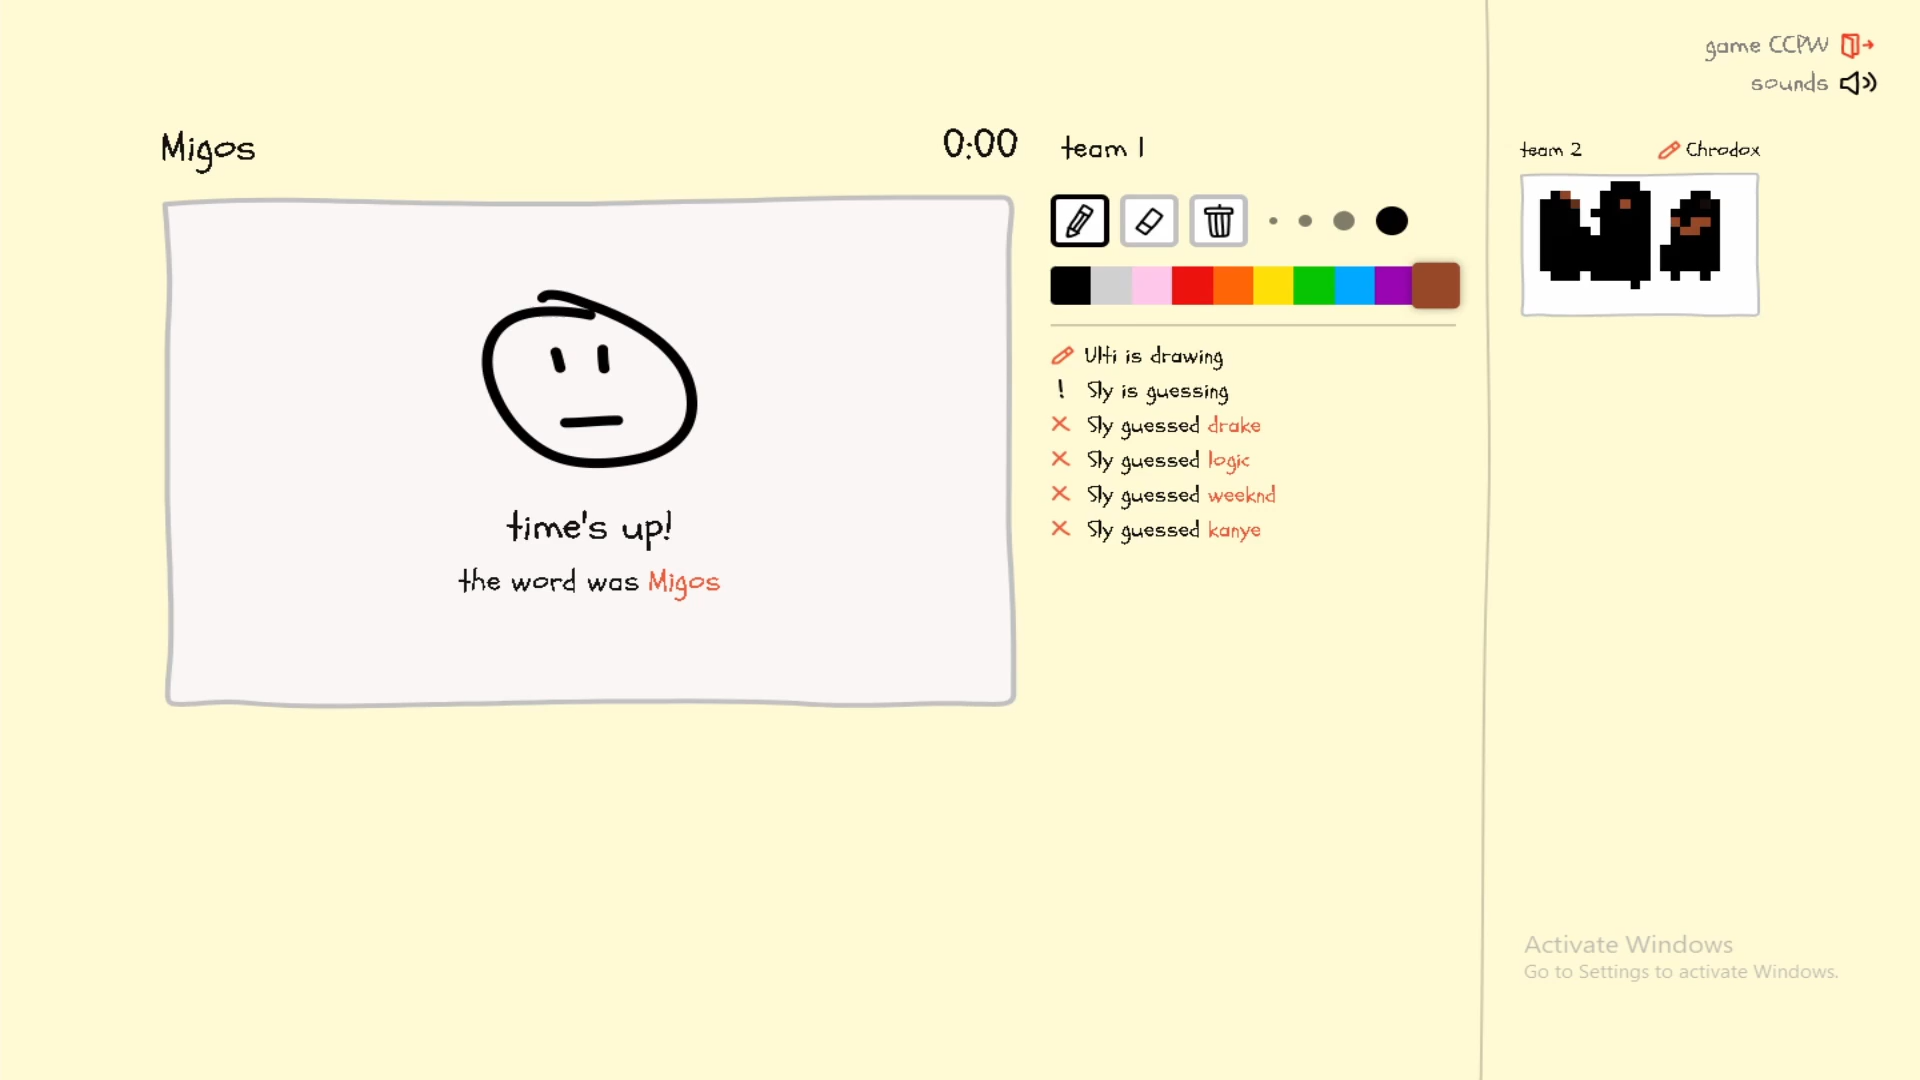 game CCPW
sounds
Migos
0:00
team 1
team 2
Chrodox
Ulti is drawing
! Sly is guessing
Sly guessed drake
Sly guessed logic
Sly guessed weeknd
Sly guessed kanye
time's up!
the word was Migos
Activate Windows
Go to Settings to activate Windows.